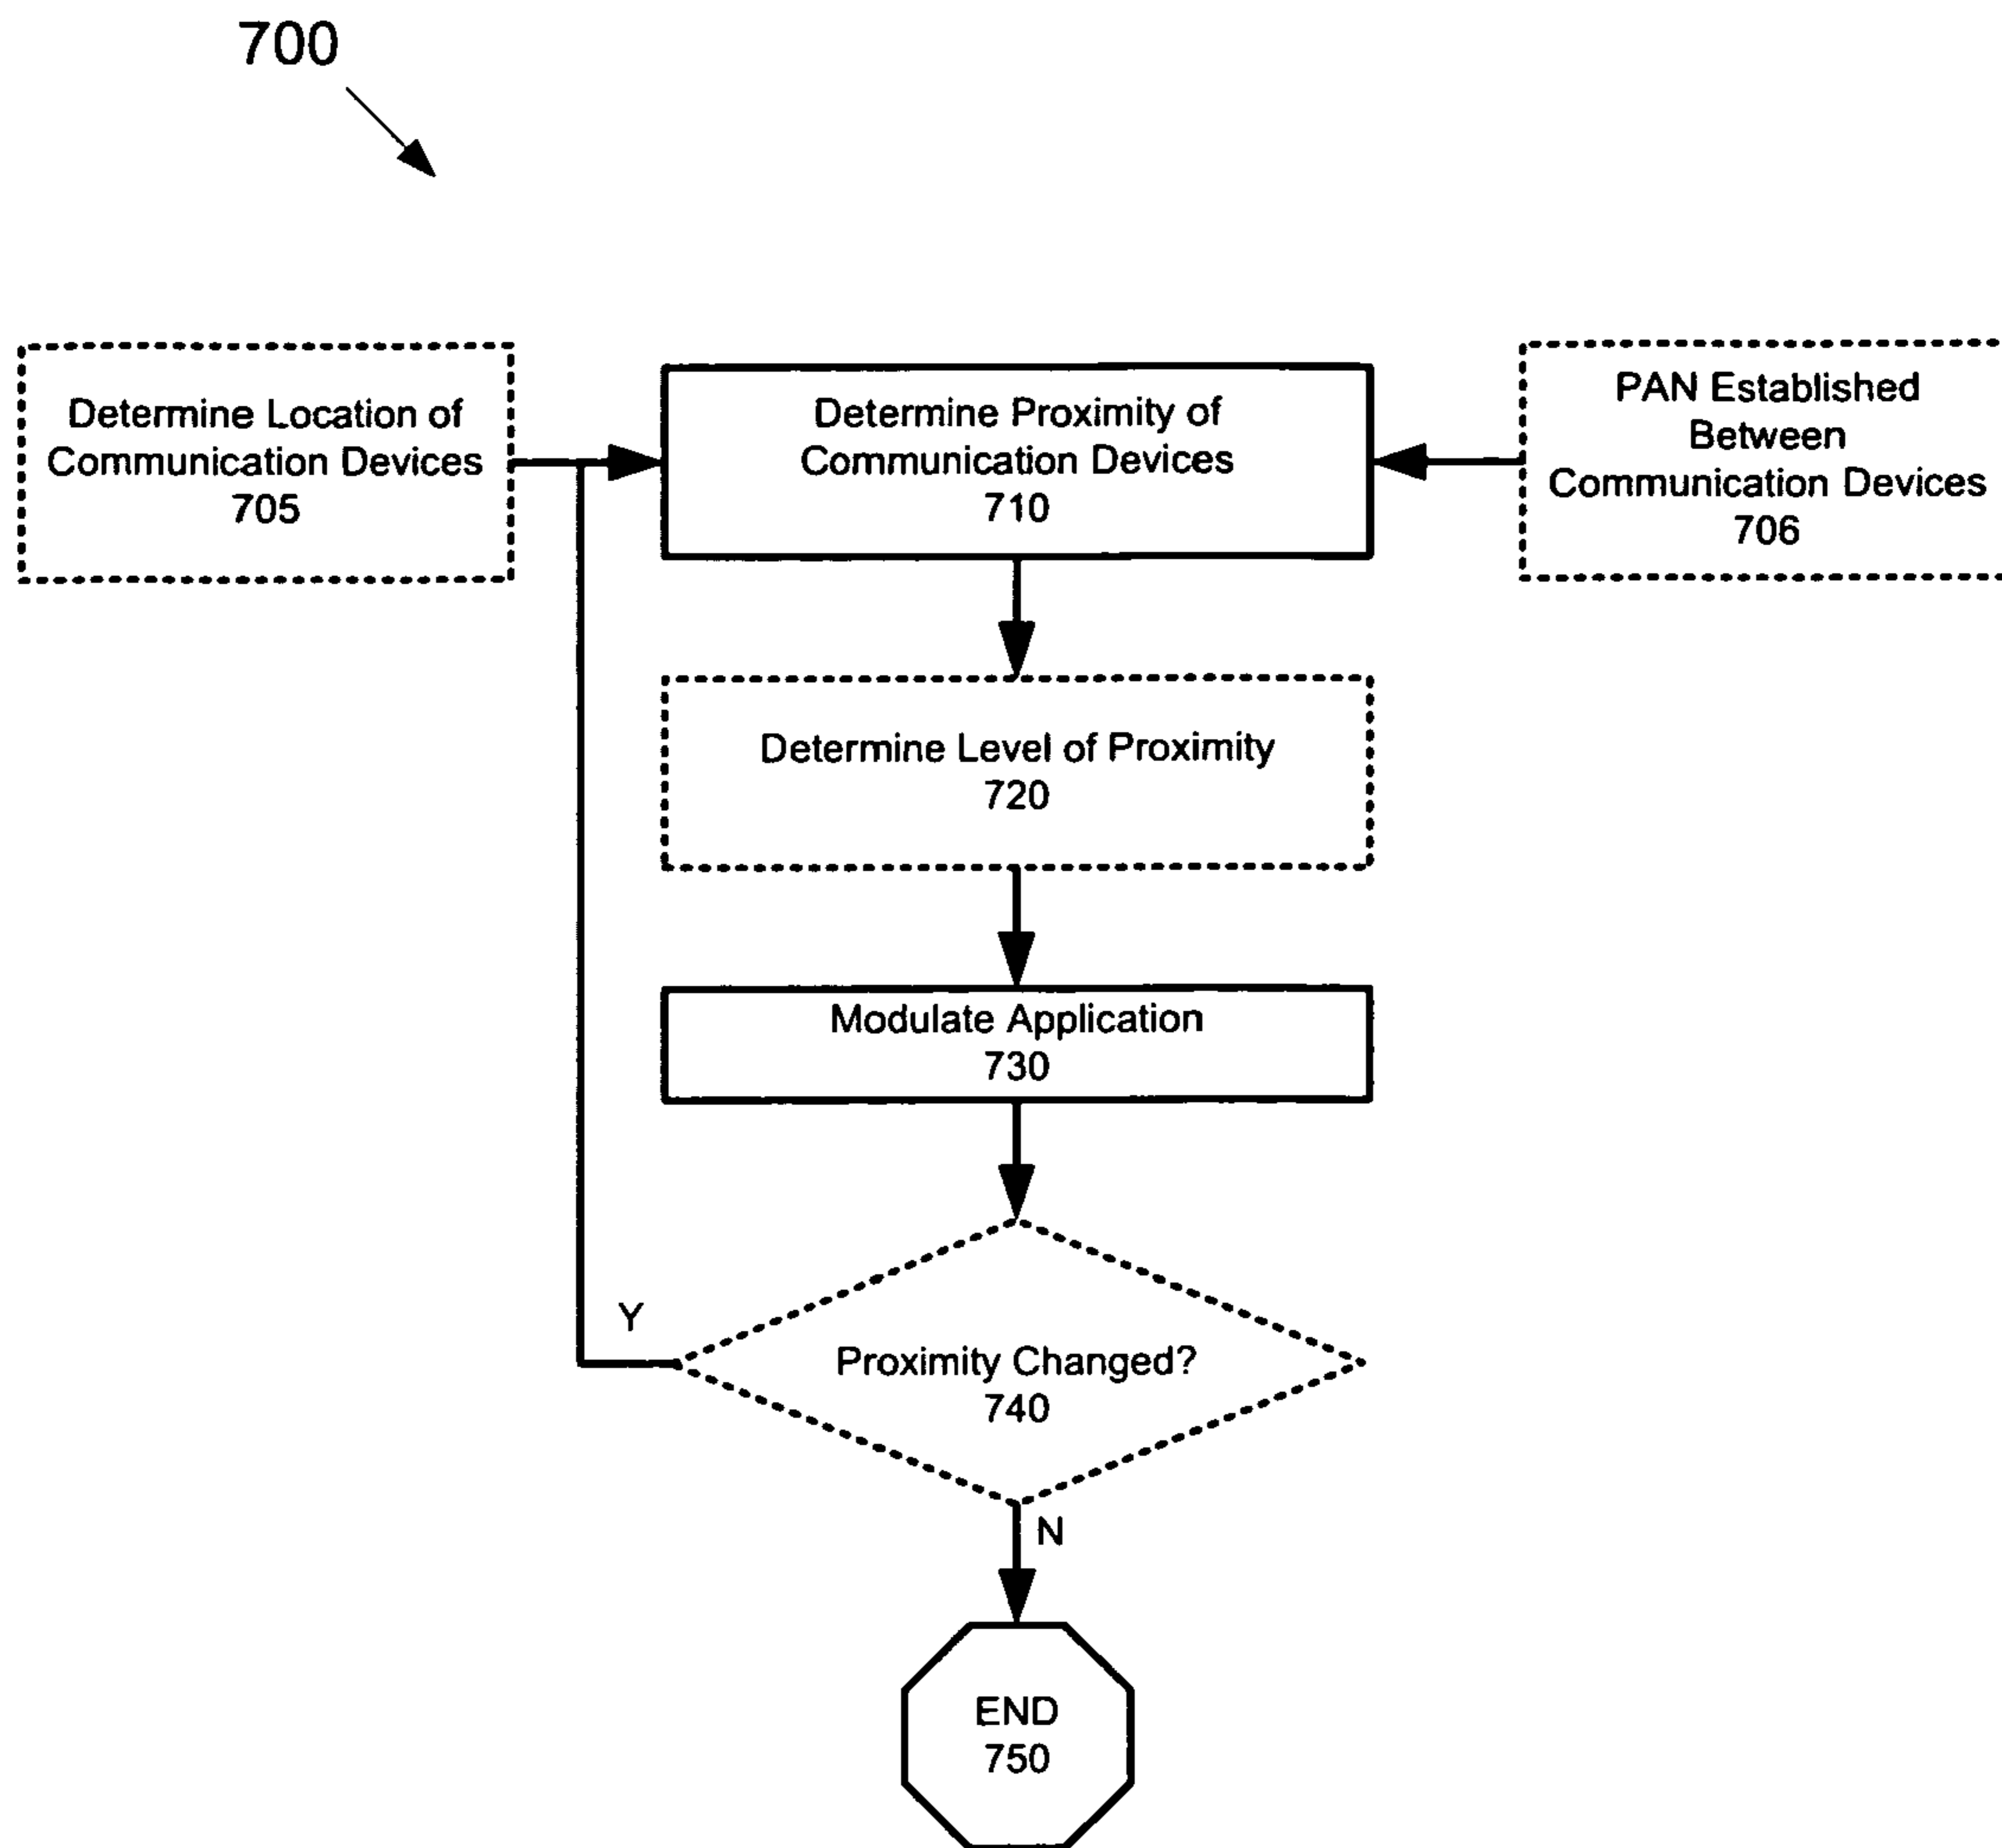 700
Determine Location of
Communication Devices
705
Determine Proximity of
Communication Devices
710
PAN Established
Between
Communication Devices
706
Determine Level of Proximity
720
Modulate Application
730
Y
Proximity Changed?
740
N
END
750